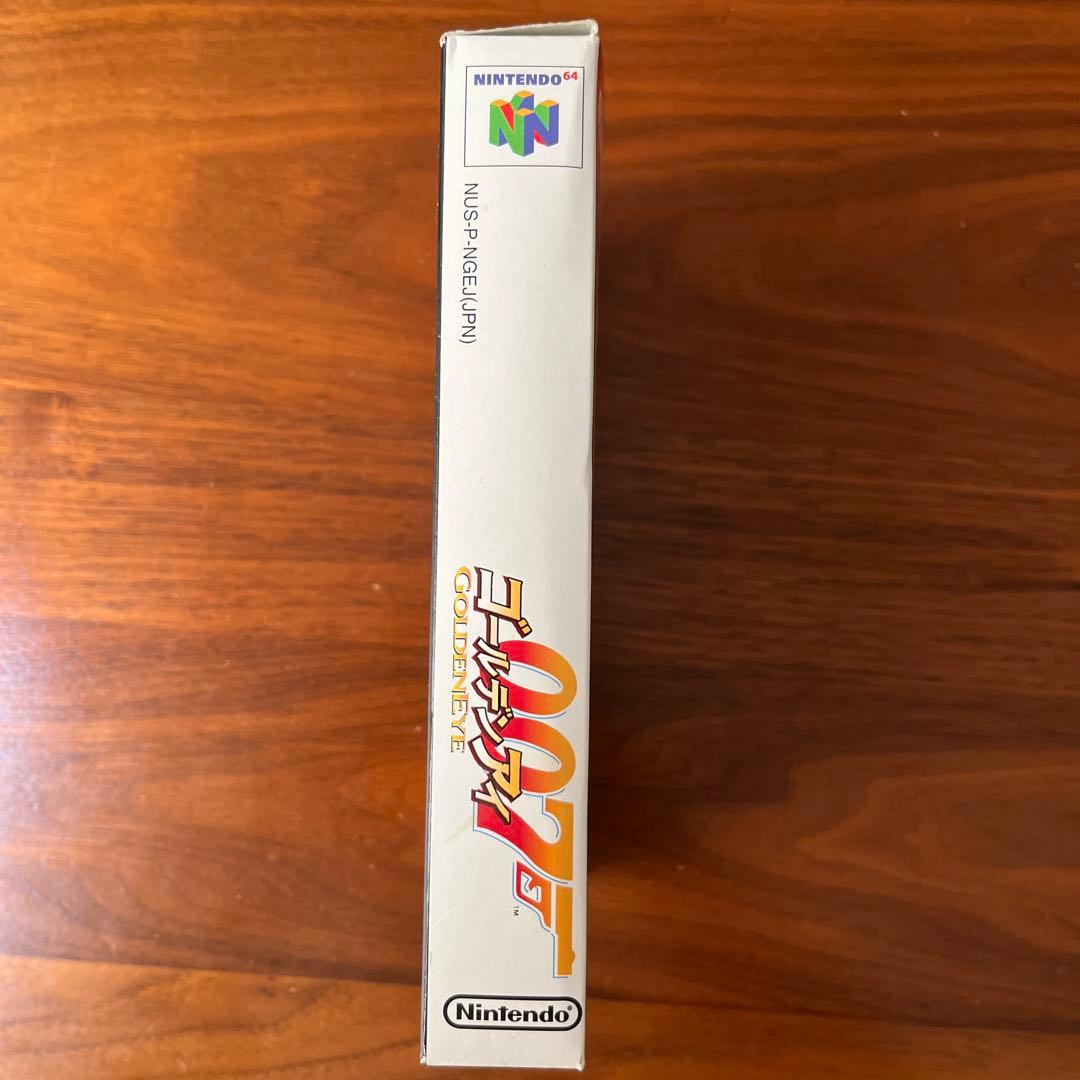 NINTENDO64
NUS-P-NGEJ(JPN)
ゴールデンアイ
GOLDENEYE
007
™
Nintendo®